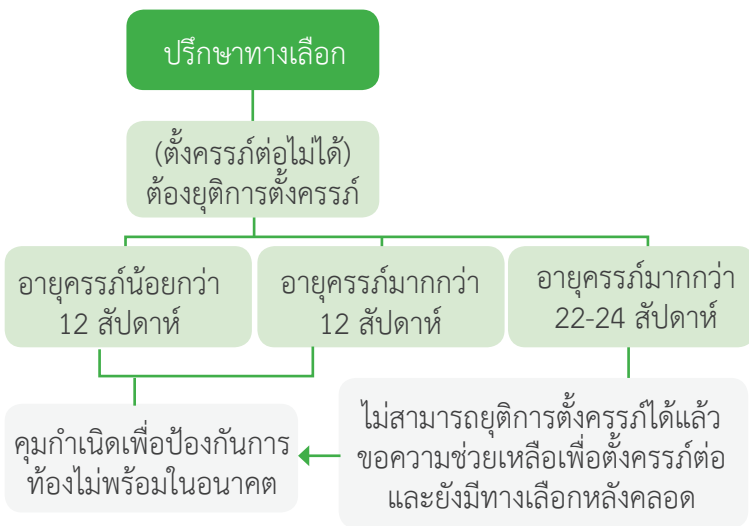 ปรึกษาทางเลือก
(ตั้งครรภ์ต่อไม่ได้)
ต้องยุติการตั้งครรภ์
อายุครรภ์น้อยกว่า
12 สัปดาห์
อายุครรภ์มากกว่า
12 สัปดาห์
อายุครรภ์มากกว่า
22-24 สัปดาห์
คุมกำเนิดเพื่อป้องกันการ
ท้องไม่พร้อมในอนาคต
ไม่สามารถยุติการตั้งครรภ์ได้แล้ว
ขอความช่วยเหลือเพื่อตั้งครรภ์ต่อ
และยังมีทางเลือกหลังคลอด